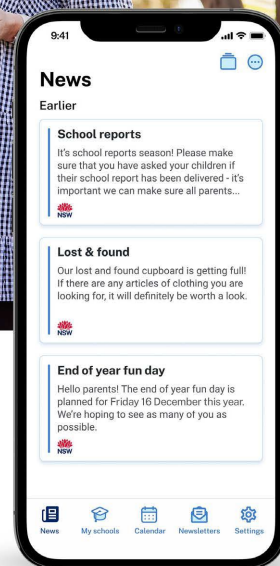 9:41
News
Earlier
School reports
It's school reports season! Please make
sure that you have asked your children if
their school report has been delivered - it's
important we can make sure all parents...
NSW
Lost & found
Our lost and found cupboard is getting full!
If there are any articles of clothing you are
looking for, it will definitely be worth a look.
NSW
End of year fun day
Hello parents! The end of year fun day is
planned for Friday 16 December this year.
We're hoping to see as many of you as
possible.
NSW
News My schools Calendar Newsletters Settings